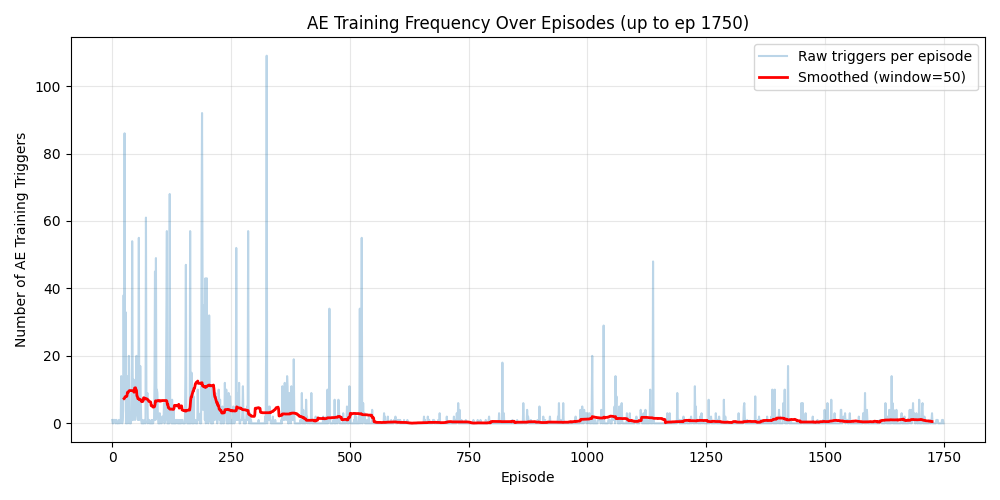 AE Training Frequency Over Episodes (up to ep 1750)
Raw triggers per episode
Smoothed (window=50)
Number of AE Training Triggers
100
80
60
40
20
0
0 250 500 750 1000 1250 1500 1750
Episode